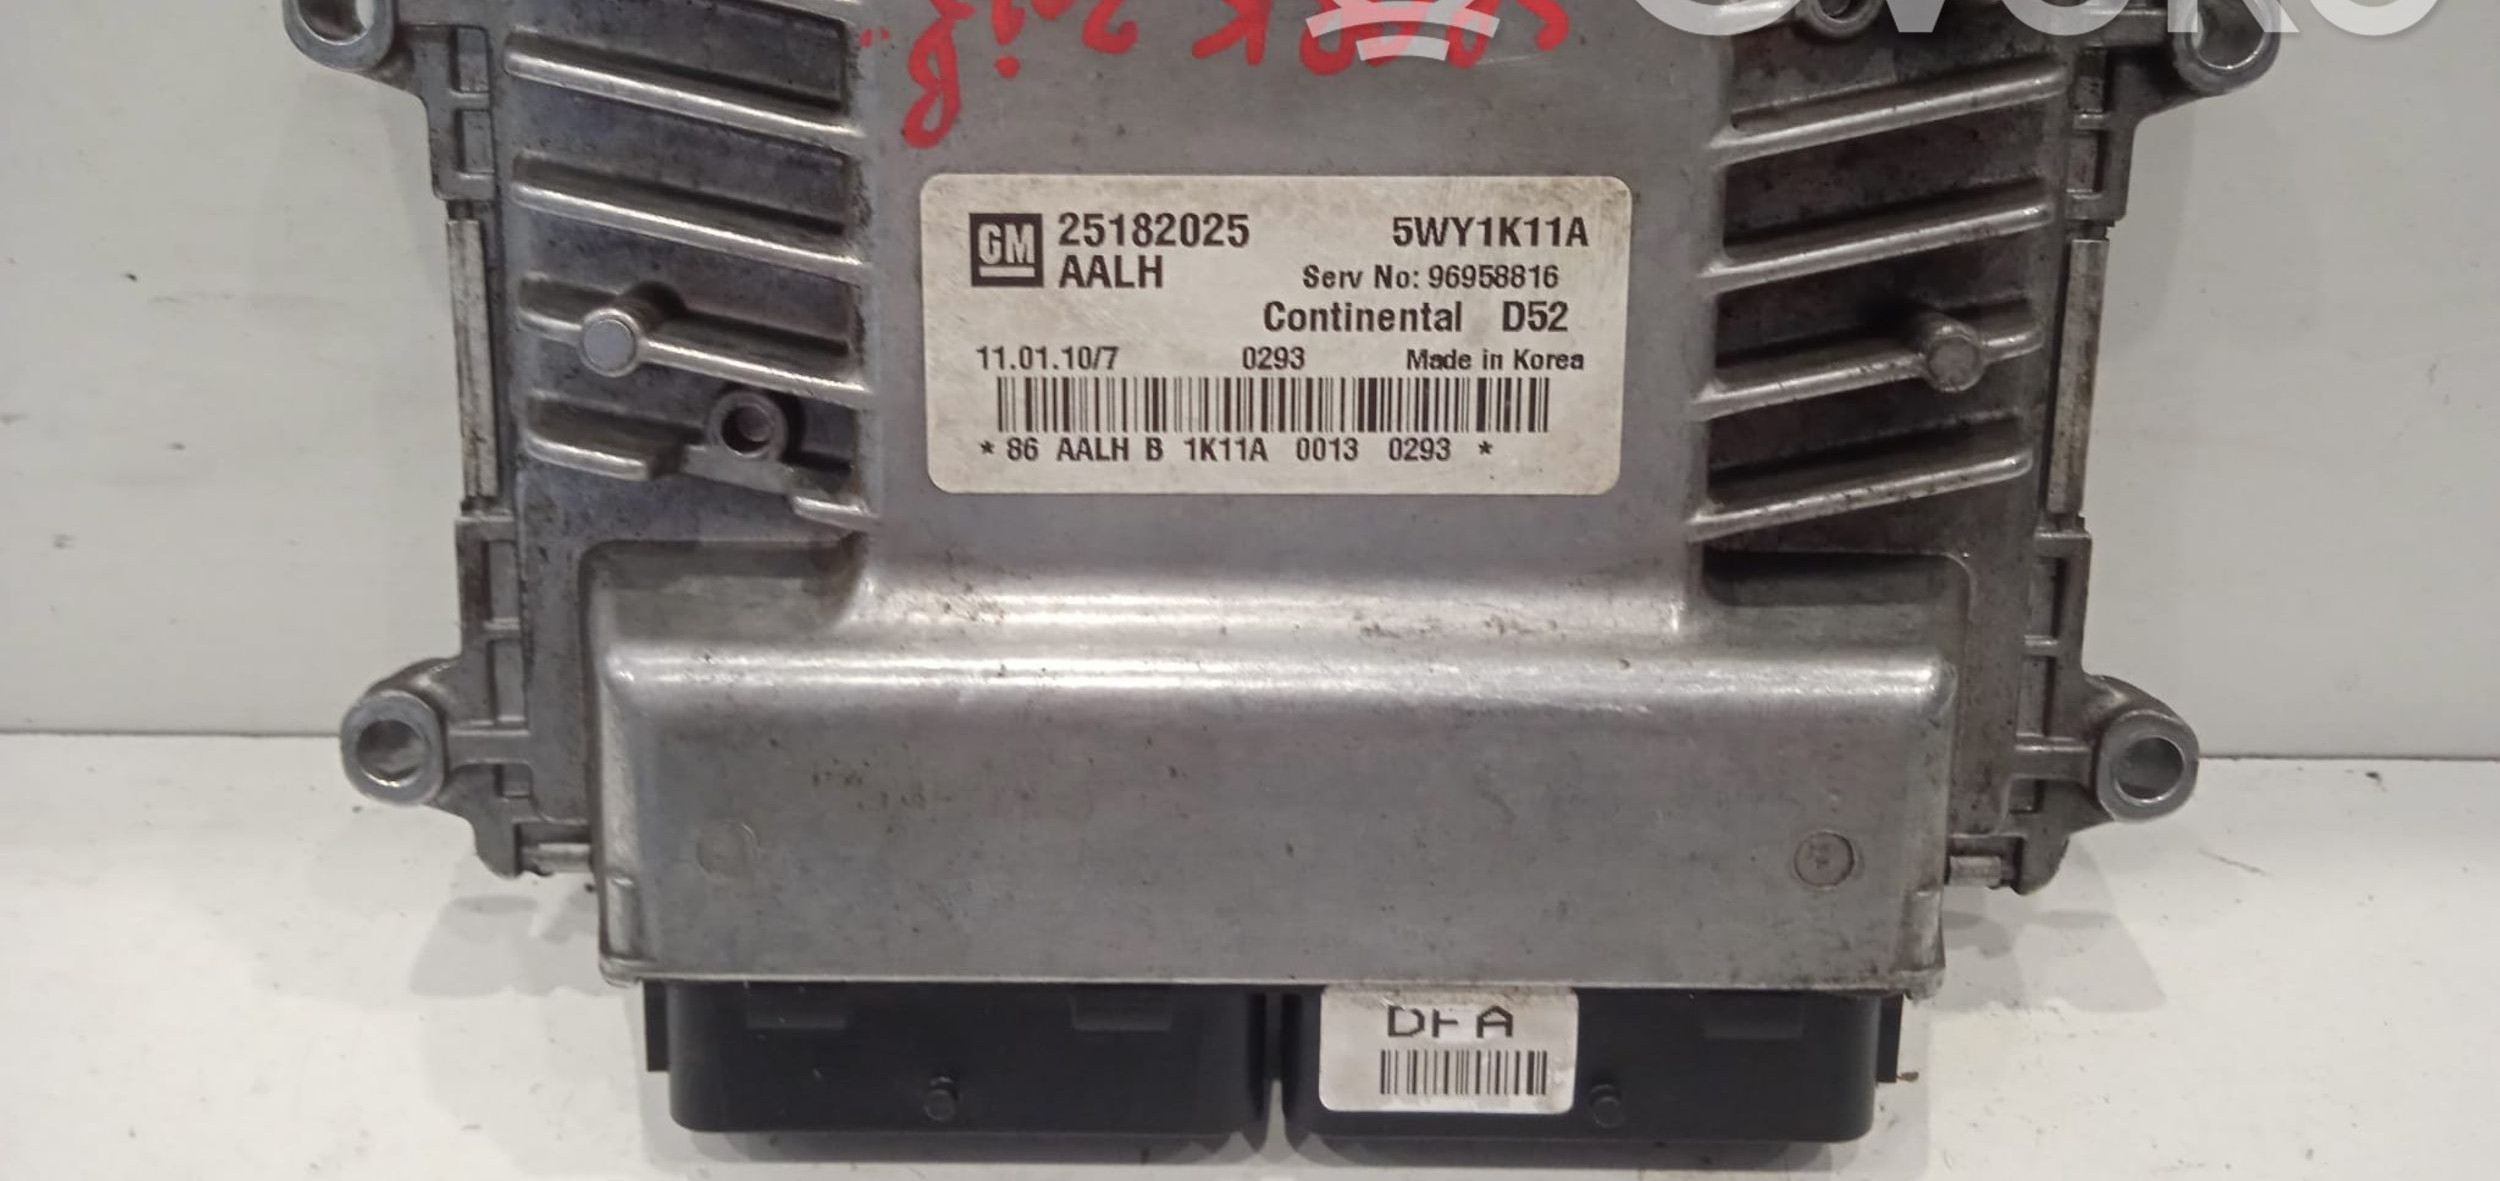 GM 25182025 5WY1K11A
AALH Serv No: 96958816
Continental D52
11.01.10/7 0293 Made in Korea
* 86 AALH B 1K11A 0013 0293 *